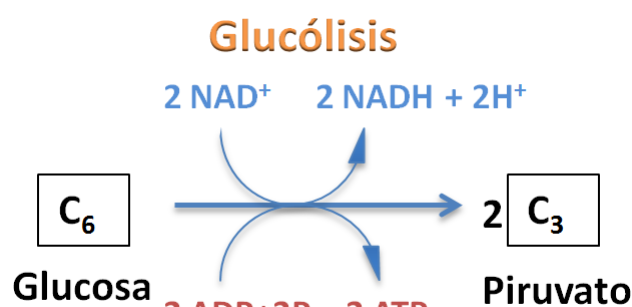 Glucólisis
2 NAD⁺ 2 NADH + 2H⁺
C₆ 2 C₃
Glucosa Piruvato